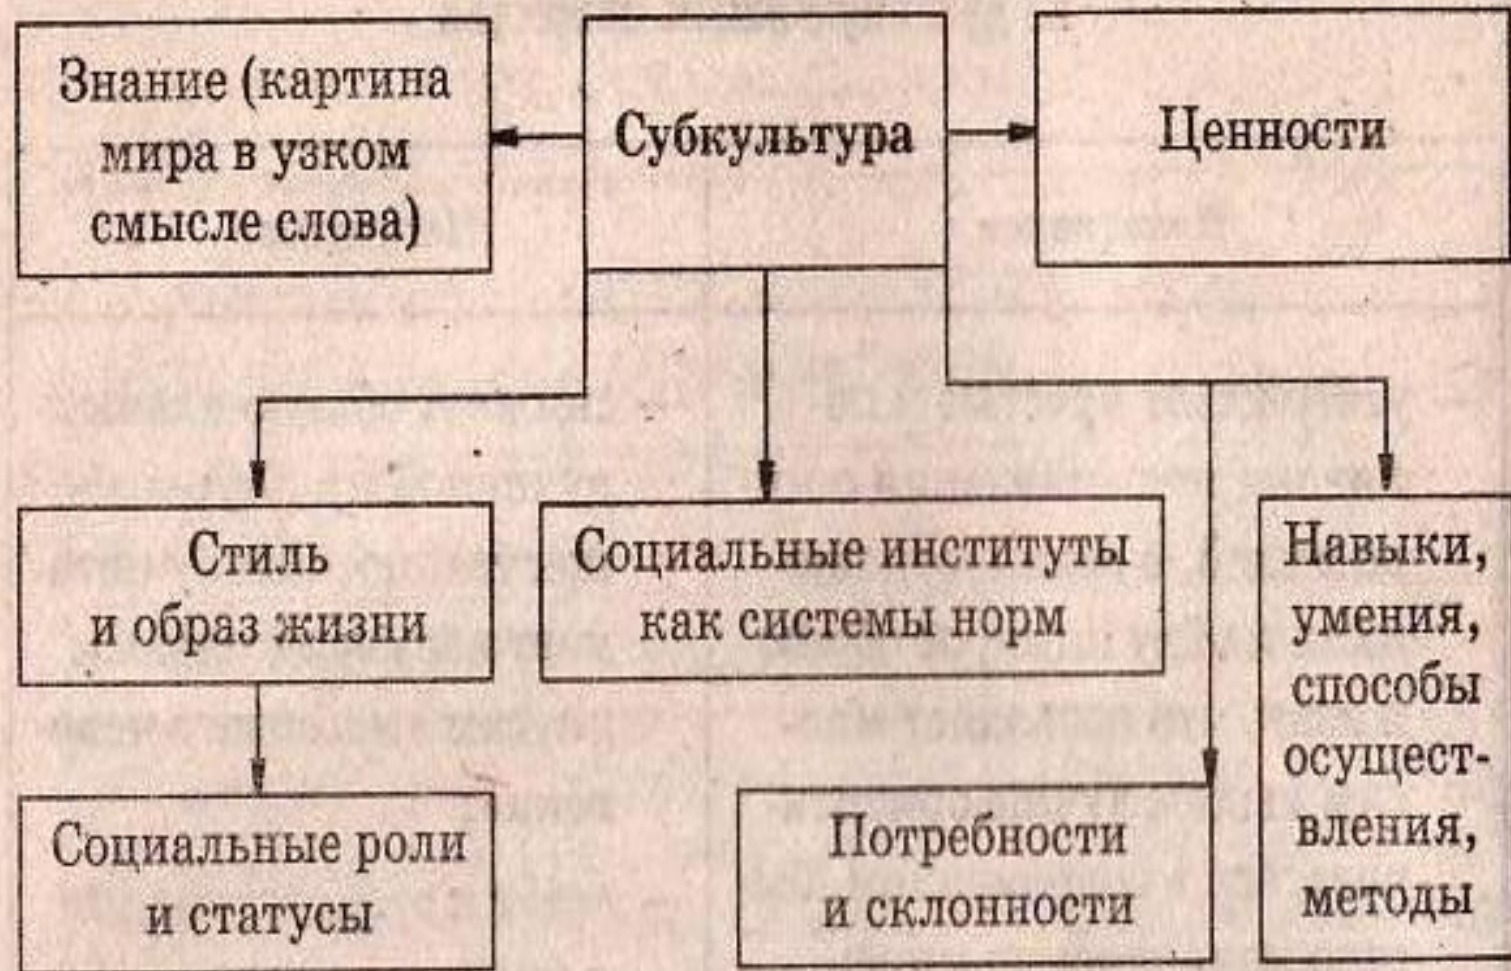 Знание (картина
мира в узком
смысле слова)
Субкультура
Ценности
Стиль
и образ жизни
Социальные институты
как системы норм
Навыки,
умения,
способы
осущест-
вления,
методы
Социальные роли
и статусы
Потребности
и склонности